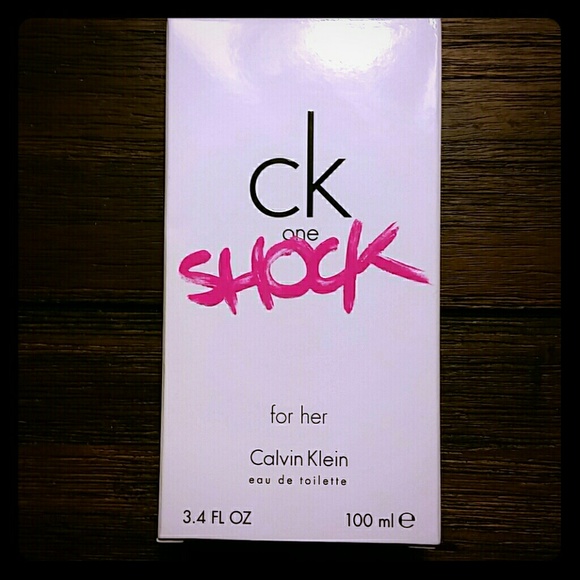 ck
one
SHOCK
for her
Calvin Klein
eau de toilette
3.4 FL OZ 100 ml ℮